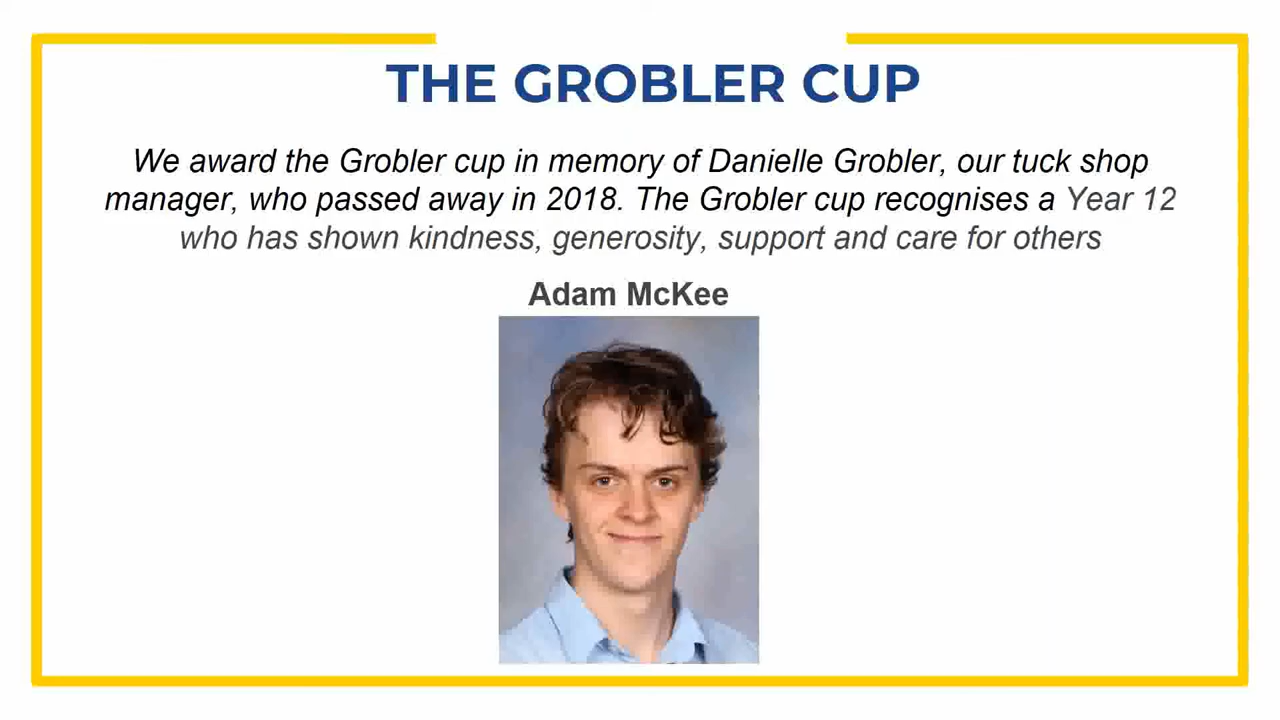 THE GROBLER CUP
We award the Grobler cup in memory of Danielle Grobler, our tuck shop
manager, who passed away in 2018. The Grobler cup recognises a Year 12
who has shown kindness, generosity, support and care for others
Adam McKee